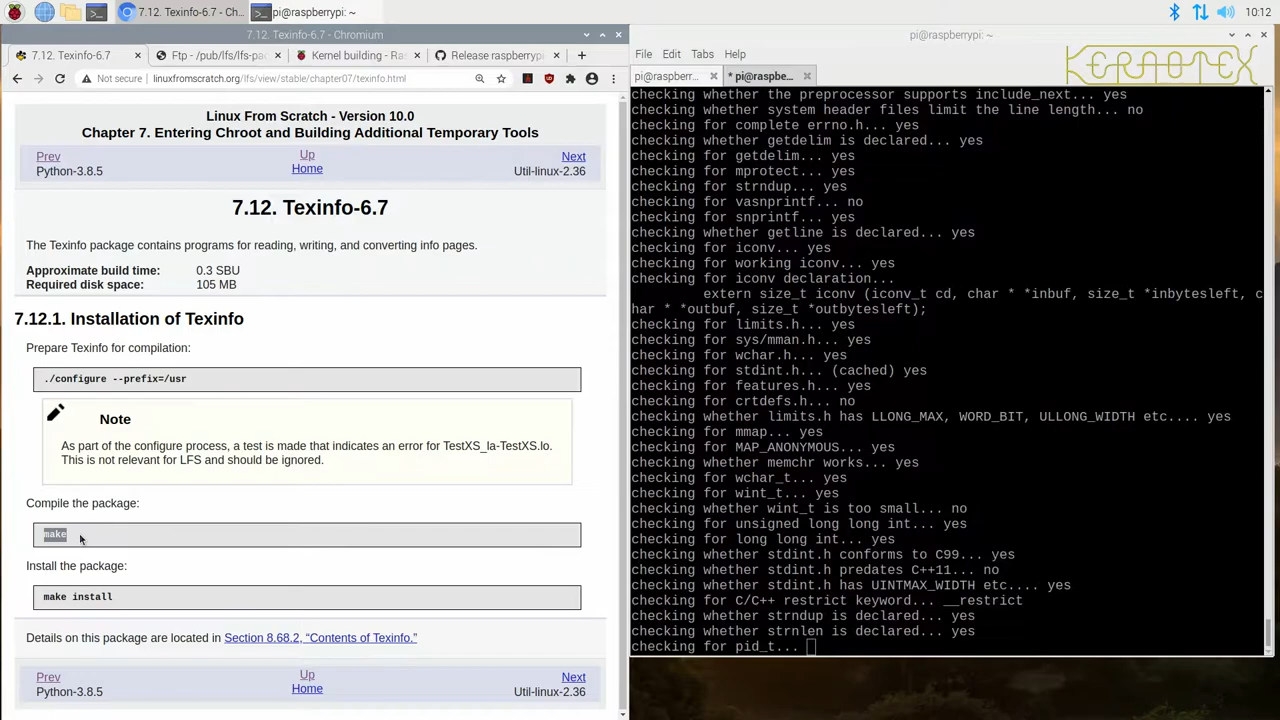 7.12. Texinfo-6.7 - Ch...
pi@raspberrypi: ~
10:12
7.12. Texinfo-6.7 - Chromium
7.12. Texinfo-6.7
Ftp - /pub/lfs/lfs-pac
Kernel building - Ras
Release raspberrypi
Not secure
linuxfromscratch.org/lfs/view/stable/chapter07/texinfo.html
Linux From Scratch - Version 10.0
Chapter 7. Entering Chroot and Building Additional Temporary Tools
Prev
Up
Next
Python-3.8.5
Home
Util-linux-2.36
7.12. Texinfo-6.7
The Texinfo package contains programs for reading, writing, and converting info pages.
Approximate build time: 0.3 SBU
Required disk space: 105 MB
7.12.1. Installation of Texinfo
Prepare Texinfo for compilation:
./configure --prefix=/usr
Note
As part of the configure process, a test is made that indicates an error for TestXS_la-TestXS.lo.
This is not relevant for LFS and should be ignored.
Compile the package:
make
Install the package:
make install
Details on this package are located in Section 8.68.2, “Contents of Texinfo.”
Prev
Up
Next
Python-3.8.5
Home
Util-linux-2.36
pi@raspberrypi: ~
File Edit Tabs Help
KERAOTEX
pi@raspberr...
* pi@raspbe...
checking whether the preprocessor supports include_next... yes
checking whether system header files limit the line length... no
checking for complete errno.h... yes
checking whether getdelim is declared... yes
checking for getdelim... yes
checking for mprotect... yes
checking for strndup... yes
checking for vasnprintf... no
checking for snprintf... yes
checking whether getline is declared... yes
checking for iconv... yes
checking for working iconv... yes
checking for iconv declaration...
extern size_t iconv (iconv_t cd, char * *inbuf, size_t *inbytesleft, c
har * *outbuf, size_t *outbytesleft);
checking for limits.h... yes
checking for sys/mman.h... yes
checking for wchar.h... yes
checking for stdint.h... (cached) yes
checking for features.h... yes
checking for crtdefs.h... no
checking whether limits.h has LLONG_MAX, WORD_BIT, ULLONG_WIDTH etc.... yes
checking for mmap... yes
checking for MAP_ANONYMOUS... yes
checking whether memchr works... yes
checking for wchar_t... yes
checking for wint_t... yes
checking whether wint_t is too small... no
checking for unsigned long long int... yes
checking for long long int... yes
checking whether stdint.h conforms to C99... yes
checking whether stdint.h predates C++11... no
checking whether stdint.h has UINTMAX_WIDTH etc.... yes
checking for C/C++ restrict keyword... __restrict
checking whether strndup is declared... yes
checking whether strnlen is declared... yes
checking for pid_t...